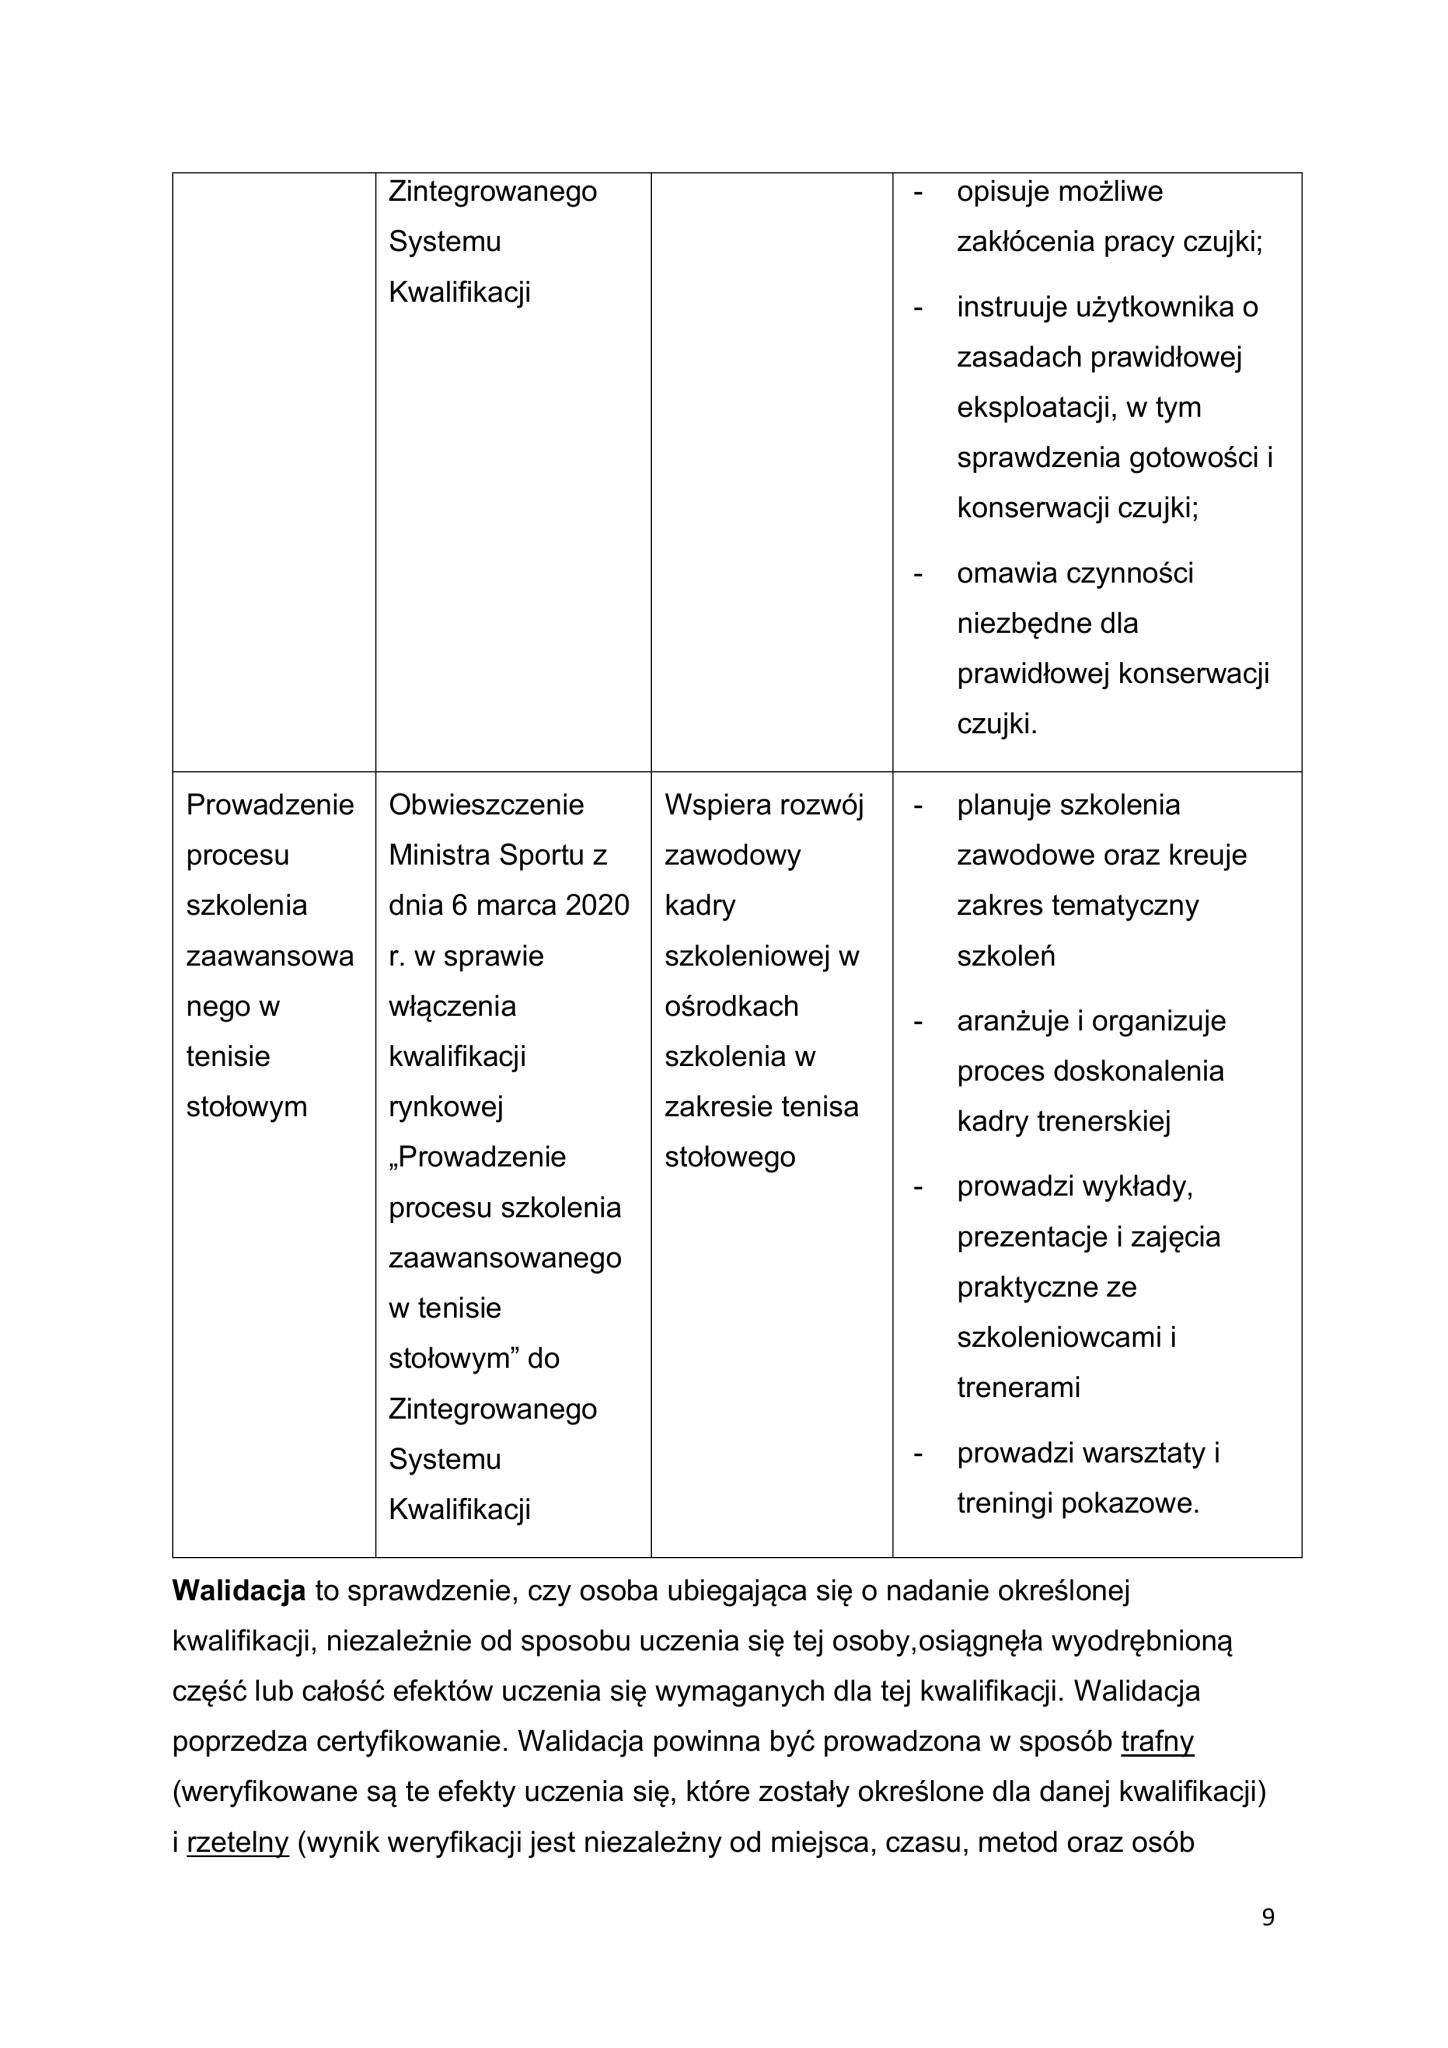 Zintegrowanego
Systemu
Kwalifikacji
- opisuje możliwe
zakłócenia pracy czujki;
- instruuje użytkownika o
zasadach prawidłowej
eksploatacji, w tym
sprawdzenia gotowości i
konserwacji czujki;
- omawia czynności
niezbędne dla
prawidłowej konserwacji
czujki.
Prowadzenie
procesu
szkolenia
zaawansowa
nego w
tenisie
stołowym
Obwieszczenie
Ministra Sportu z
dnia 6 marca 2020
r. w sprawie
włączenia
kwalifikacji
rynkowej
„Prowadzenie
procesu szkolenia
zaawansowanego
w tenisie
stołowym” do
Zintegrowanego
Systemu
Kwalifikacji
Wspiera rozwój
zawodowy
kadry
szkoleniowej w
ośrodkach
szkolenia w
zakresie tenisa
stołowego
- planuje szkolenia
zawodowe oraz kreuje
zakres tematyczny
szkoleń
- aranżuje i organizuje
proces doskonalenia
kadry trenerskiej
- prowadzi wykłady,
prezentacje i zajęcia
praktyczne ze
szkoleniowcami i
trenerami
- prowadzi warsztaty i
treningi pokazowe.
Walidacja to sprawdzenie, czy osoba ubiegająca się o nadanie określonej
kwalifikacji, niezależnie od sposobu uczenia się tej osoby,osiągnęła wyodrębnioną
część lub całość efektów uczenia się wymaganych dla tej kwalifikacji. Walidacja
poprzedza certyfikowanie. Walidacja powinna być prowadzona w sposób trafny
(weryfikowane są te efekty uczenia się, które zostały określone dla danej kwalifikacji)
i rzetelny (wynik weryfikacji jest niezależny od miejsca, czasu, metod oraz osób
9